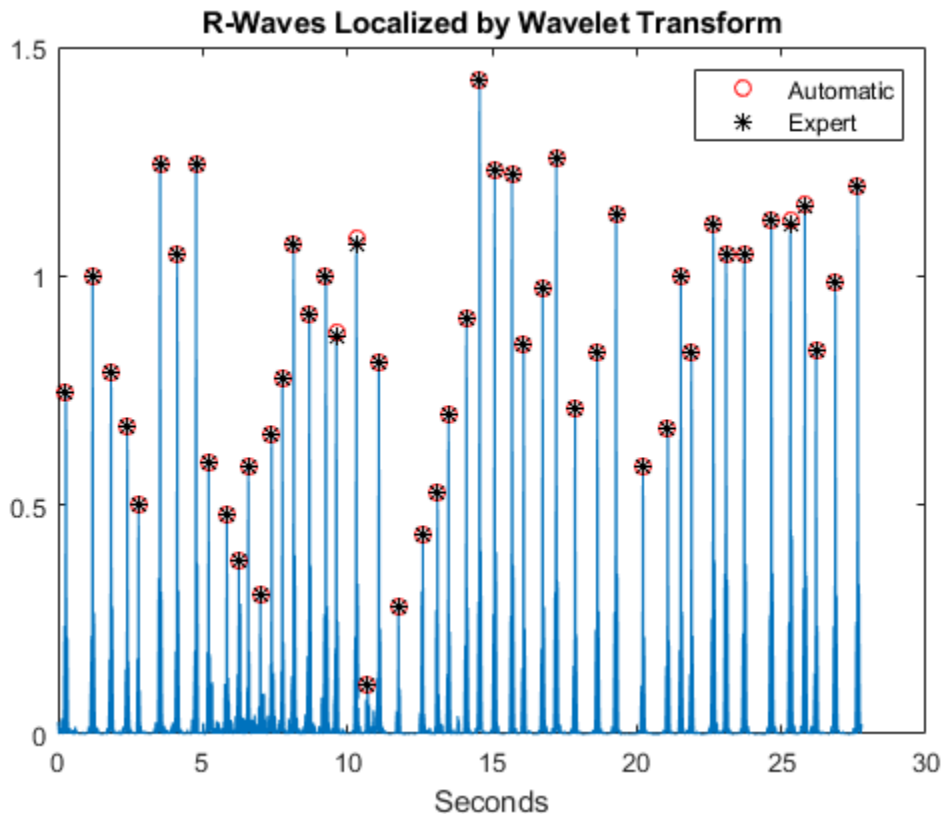 R-Waves Localized by Wavelet Transform
1.5
Automatic
Expert
1
0.5
0
0 5 10 15 20 25 30
Seconds